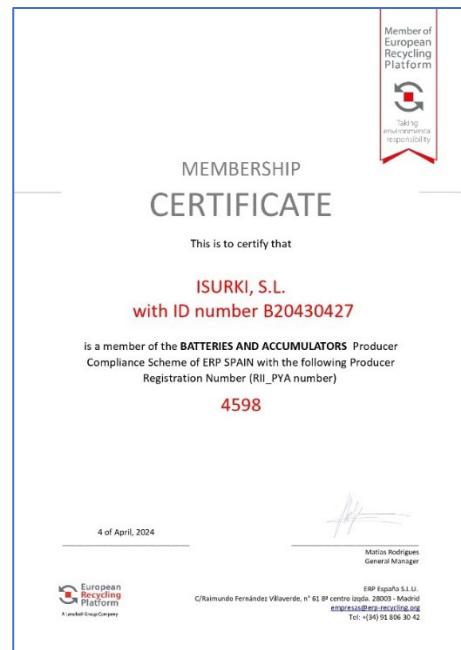 Member of
European
Recycling
Platform
Taking
environmental
responsibility
MEMBERSHIP
CERTIFICATE
This is to certify that
ISURKI, S.L.
with ID number B20430427
is a member of the BATTERIES AND ACCUMULATORS Producer
Compliance Scheme of ERP SPAIN with the following Producer
Registration Number (RII_PYA number)
4598
4 of April, 2024
Matias Rodrigues
General Manager
European
Recycling
Platform
A Landbell Group Company
ERP España S.L.U.
C/Raimundo Fernández Villaverde, n° 61 8ª centro izqda. 28003 - Madrid
empresas@erp-recycling.org
Tel: +(34) 91 806 30 42